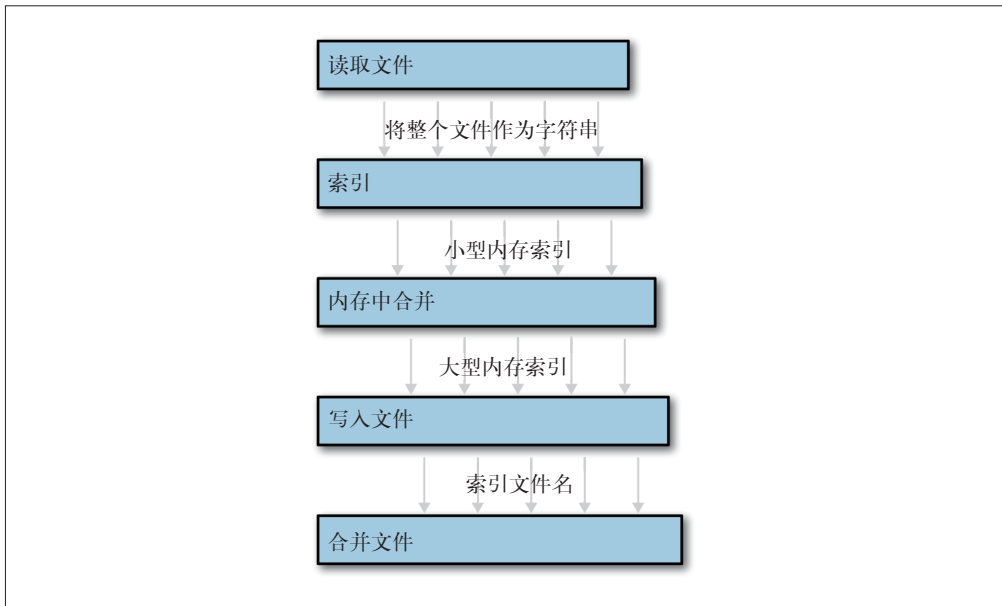 读取文件
将整个文件作为字符串
索引
小型内存索引
内存中合并
大型内存索引
写入文件
索引文件名
合并文件